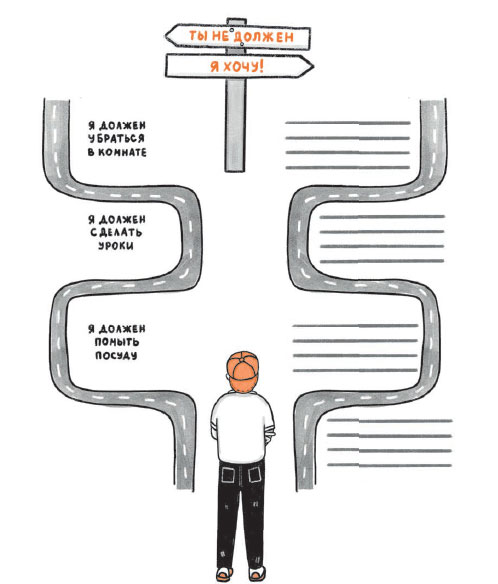 ТЫ НЕ ДОЛЖЕН
Я ХОЧУ!
Я ДОЛЖЕН
УБРАТЬСЯ
В КОМНАТЕ
Я ДОЛЖЕН
СДЕЛАТЬ
УРОКИ
Я ДОЛЖЕН
ПОМЫТЬ
ПОСУДУ